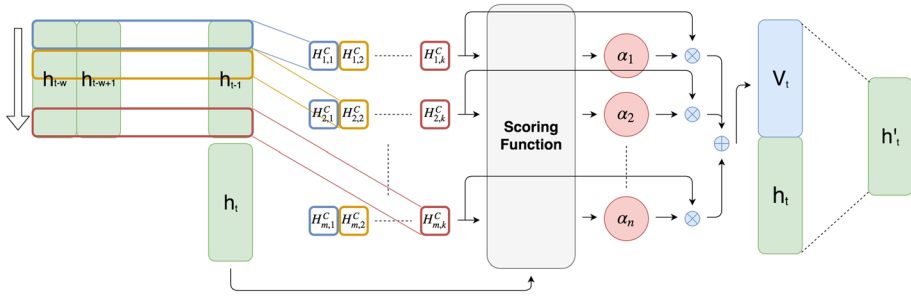 h_{t-w} h_{t-w+1} h_{t-1}
h_t
H^C_{1,1} H^C_{1,2} H^C_{1,k}
H^C_{2,1} H^C_{2,2} H^C_{2,k}
H^C_{m,1} H^C_{m,2} H^C_{m,k}
Scoring
Function
α_1
α_2
α_n
V_t
h_t
h'_t